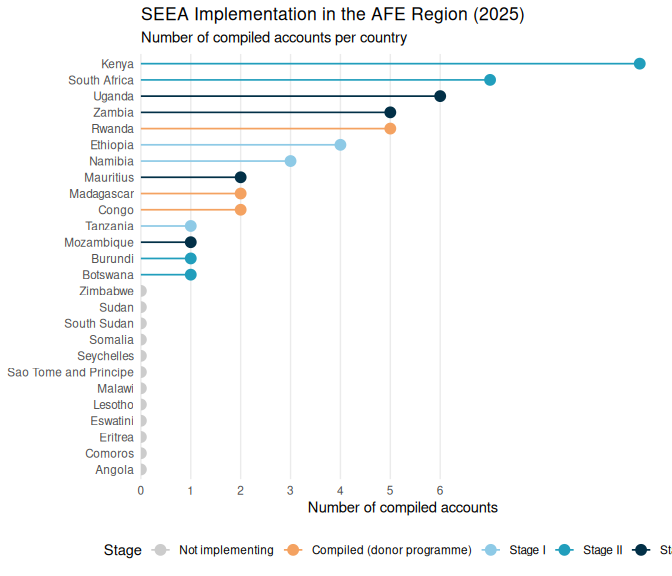 SEEA Implementation in the AFE Region (2025)
Number of compiled accounts per country
Kenya
South Africa
Uganda
Zambia
Rwanda
Ethiopia
Namibia
Mauritius
Madagascar
Congo
Tanzania
Mozambique
Burundi
Botswana
Zimbabwe
Sudan
South Sudan
Somalia
Seychelles
Sao Tome and Principe
Malawi
Lesotho
Eswatini
Eritrea
Comoros
Angola
0 1 2 3 4 5 6
Number of compiled accounts
Stage Not implementing Compiled (donor programme) Stage I Stage II St